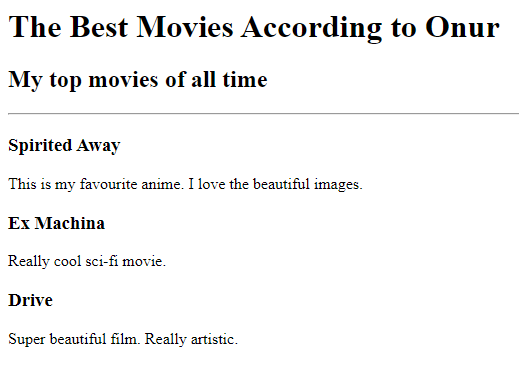 The Best Movies According to Onur
My top movies of all time
Spirited Away
This is my favourite anime. I love the beautiful images.
Ex Machina
Really cool sci-fi movie.
Drive
Super beautiful film. Really artistic.